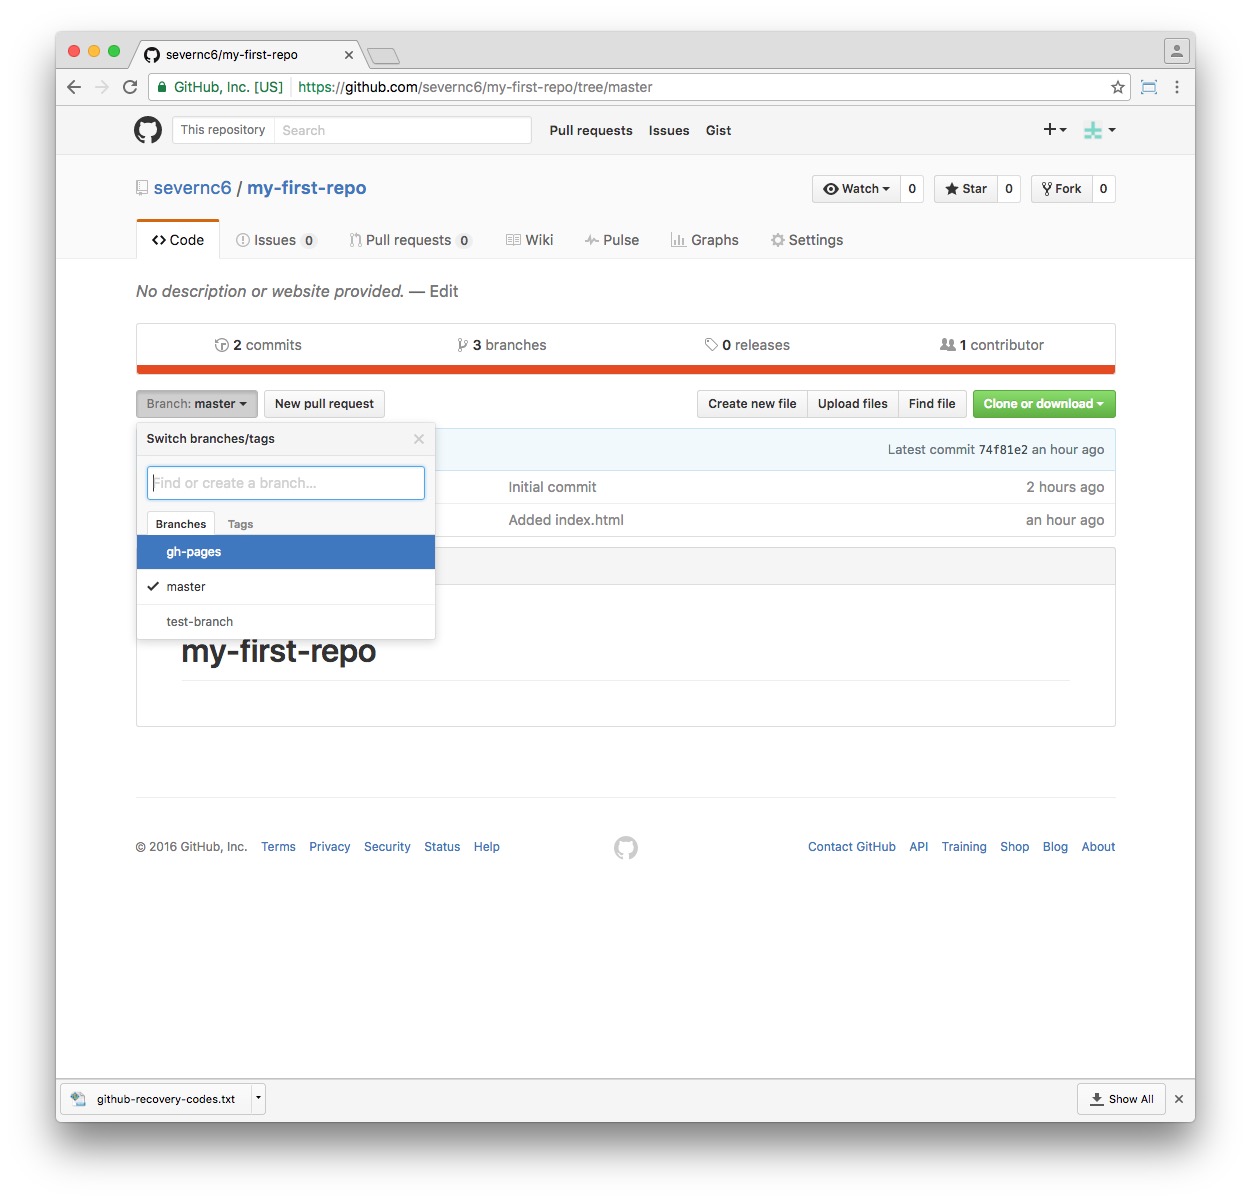 severnc6/my-first-repo
GitHub, Inc. [US] https://github.com/severnc6/my-first-repo/tree/master
This repository Search Pull requests Issues Gist
severnc6 / my-first-repo Watch 0 Star 0 Fork 0
Code Issues 0 Pull requests 0 Wiki Pulse Graphs Settings
No description or website provided. — Edit
2 commits 3 branches 0 releases 1 contributor
Branch: master New pull request Create new file Upload files Find file Clone or download
Switch branches/tags
Latest commit 74f81e2 an hour ago
Find or create a branch...
Initial commit 2 hours ago
Branches Tags
Added index.html an hour ago
gh-pages
master
test-branch
my-first-repo
© 2016 GitHub, Inc. Terms Privacy Security Status Help Contact GitHub API Training Shop Blog About
github-recovery-codes.txt Show All